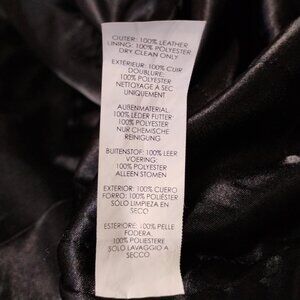 OUTER: 100% LEATHER
LINING: 100% POLYESTER
DRY CLEAN ONLY
EXTÉRIEUR: 100% CUIR
DOUBLURE:
100% POLYESTER
NETTOYAGE A SEC
UNIQUEMENT
AUßENMATERIAL:
100% LEDER FUTTER
100% POLYESTER
NUR CHEMISCHE
REINIGUNG
BUITENSTOF: 100% LEER
VOERING:
100% POLYESTER
ALLEEN STOMEN
EXTERIOR: 100% CUERO
FORRO: 100% POLIÉSTER
SOLO LIMPIEZA EN
SECO
ESTERIORE: 100% PELLE
FODERA:
100% POLIESTERE
SOLO LAVAGGIO A
SECCO